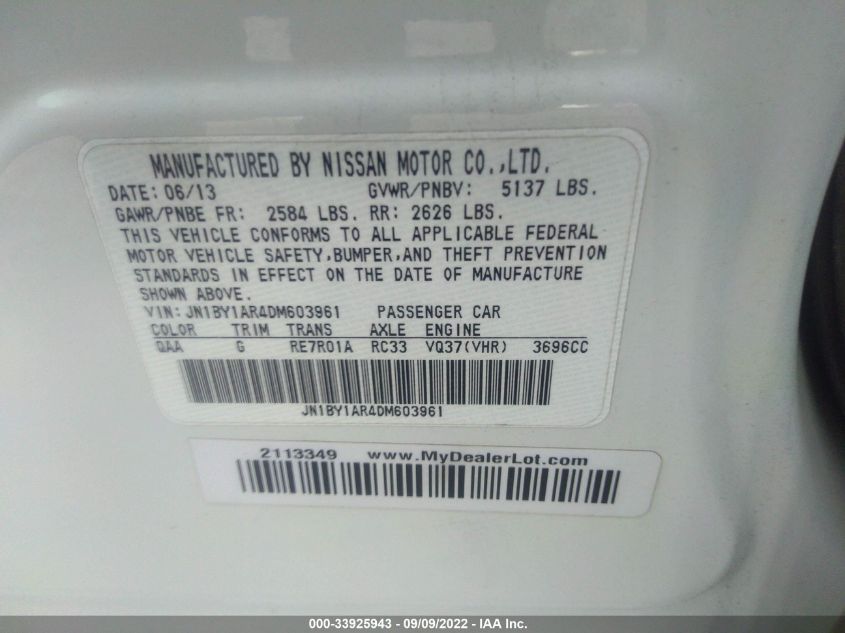 MANUFACTURED BY NISSAN MOTOR CO.,LTD.
DATE: 06/13 GVWR/PNBV: 5137 LBS.
GAWR/PNBE FR: 2584 LBS. RR: 2626 LBS.
THIS VEHICLE CONFORMS TO ALL APPLICABLE FEDERAL
MOTOR VEHICLE SAFETY,BUMPER,AND THEFT PREVENTION
STANDARDS IN EFFECT ON THE DATE OF MANUFACTURE
SHOWN ABOVE.
VIN: JN1BY1AR4DM603961 PASSENGER CAR
COLOR TRIM TRANS AXLE ENGINE
QAA G RE7R01A RC33 VQ37(VHR) 3696CC
JN1BY1AR4DM603961
2113349 www.MyDealerLot.com
000-33925943 - 09/09/2022 - IAA Inc.